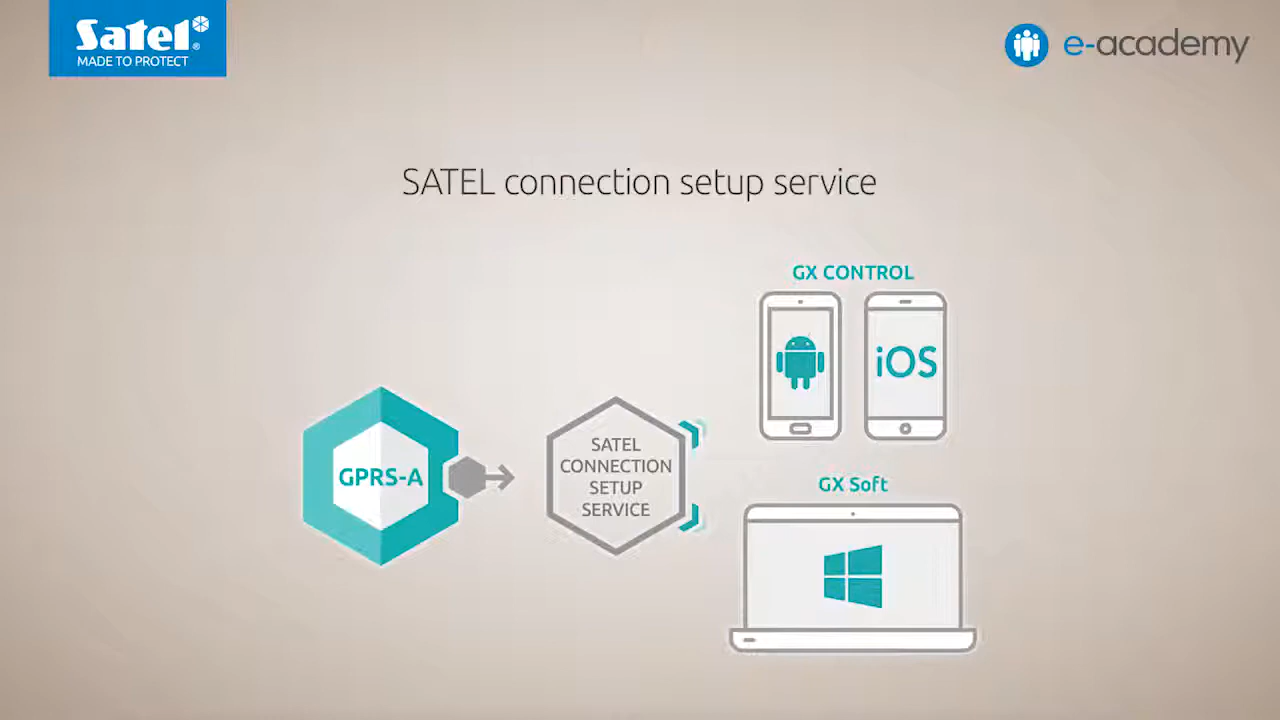 Satel®
MADE TO PROTECT
e-academy
SATEL connection setup service
GX CONTROL
iOS
GPRS-A
SATEL
CONNECTION
SETUP
SERVICE
GX Soft